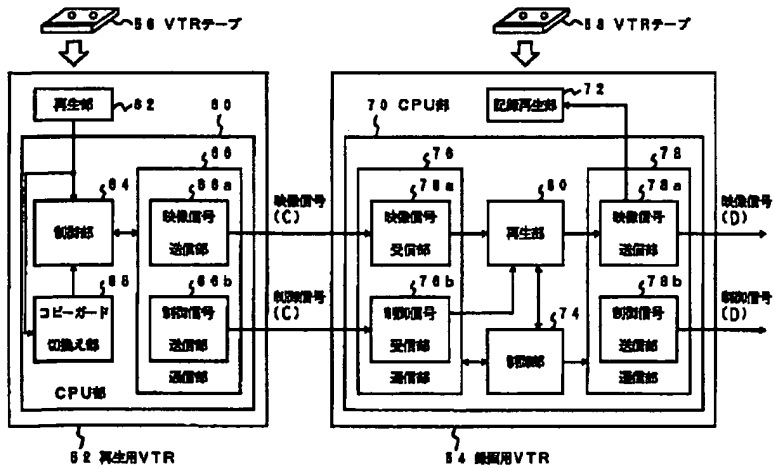 56 VTRテープ
58 VTRテープ
再生部
62
60
72
記録再生部
70 CPU部
66
76
78
64
66a
76a
80
78a
制御部
映像信号
送信部
映像信号
(C)
映像信号
受信部
再生部
映像信号
送信部
映像信号
(D)
68
66b
76b
74
78b
コピーガード
切換え部
制御信号
送信部
制御信号
(C)
制御信号
受信部
制御部
制御信号
送信部
制御信号
(D)
CPU部
通信部
通信部
通信部
52 再生用VTR
54 録画用VTR